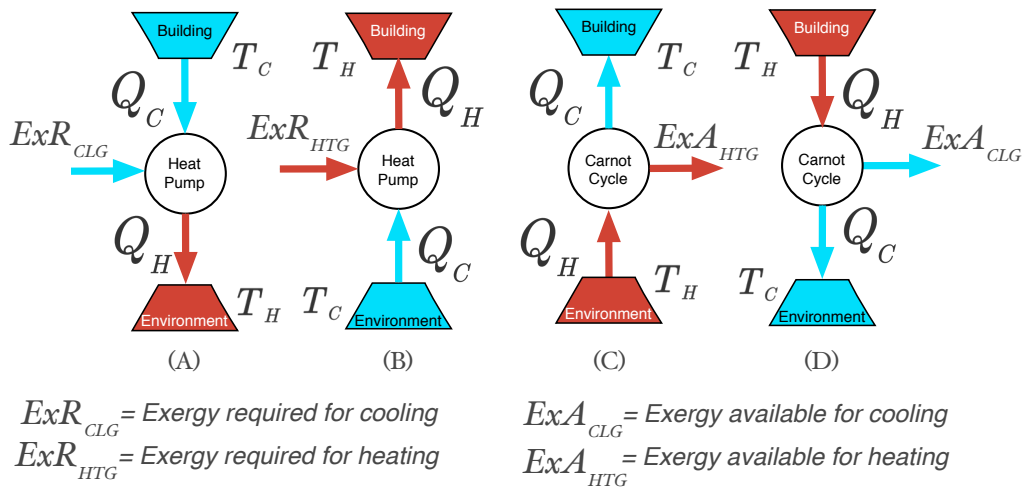 Building
T_C
Q_C
ExR_CLG
Heat
Pump
Q_H
T_H
Environment
(A)
Building
T_H
Q_H
ExR_HTG
Heat
Pump
Q_C
T_C
Environment
(B)
Building
T_C
Q_C
ExA_HTG
Carnot
Cycle
Q_H
T_H
Environment
(C)
Building
T_H
Q_H
ExA_CLG
Carnot
Cycle
Q_C
T_C
Environment
(D)
ExR_CLG = Exergy required for cooling
ExR_HTG = Exergy required for heating
ExA_CLG = Exergy available for cooling
ExA_HTG = Exergy available for heating